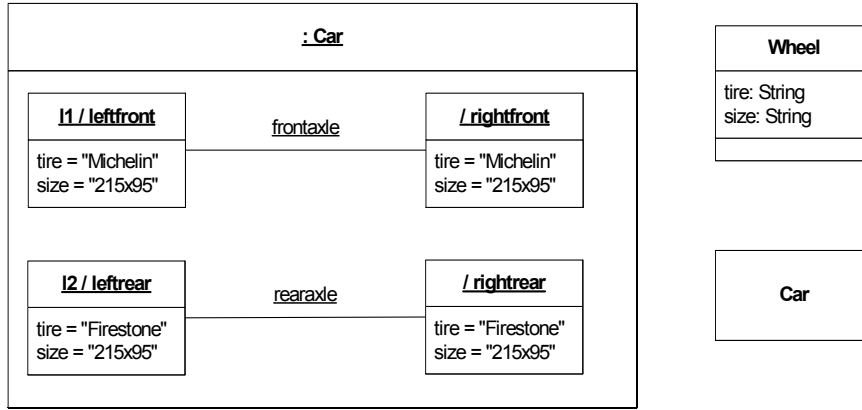 : Car
l1 / leftfront
tire = "Michelin"
size = "215x95"
frontaxle
/ rightfront
tire = "Michelin"
size = "215x95"
l2 / leftrear
tire = "Firestone"
size = "215x95"
rearaxle
/ rightrear
tire = "Firestone"
size = "215x95"
Wheel
tire: String
size: String
Car